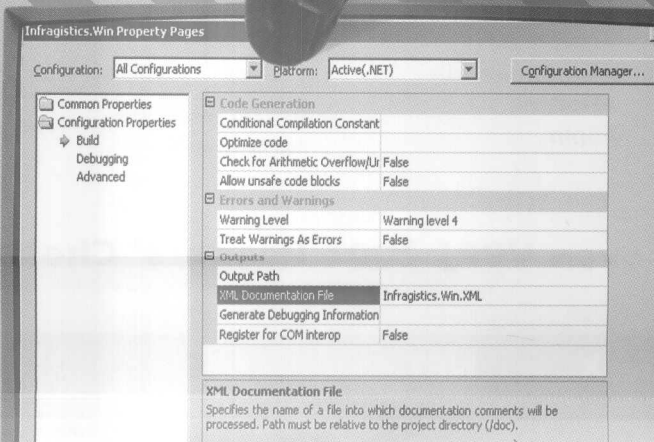 Infragistics.Win Property Pages
Configuration: All Configurations Platform: Active(.NET) Configuration Manager...
Common Properties
Configuration Properties
Build
Debugging
Advanced
Code Generation
Conditional Compilation Constant
Optimize code
Check for Arithmetic Overflow/Ur False
Allow unsafe code blocks False
Errors and Warnings
Warning Level Warning level 4
Treat Warnings As Errors False
Outputs
Output Path
XML Documentation File Infragistics.Win.XML
Generate Debugging Information
Register for COM interop False
XML Documentation File
Specifies the name of a file into which documentation comments will be
processed. Path must be relative to the project directory (/doc).